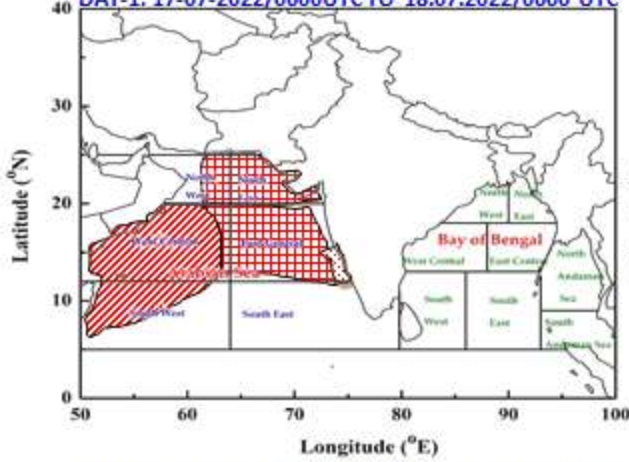 DAY-1: 17-07-2022/0000UTC TO 18.07.2022/0000 UTC
40
30
20
10
0
Latitude (°N)
North
West
North
West Central
East Central
Arabian Sea
South West
South East
North
West
North
East
Bay of Bengal
West Central
East Central
North
Andaman
Sea
South
West
South
East
South
Andaman Sea
50
60
70
80
90
100
Longitude (°E)